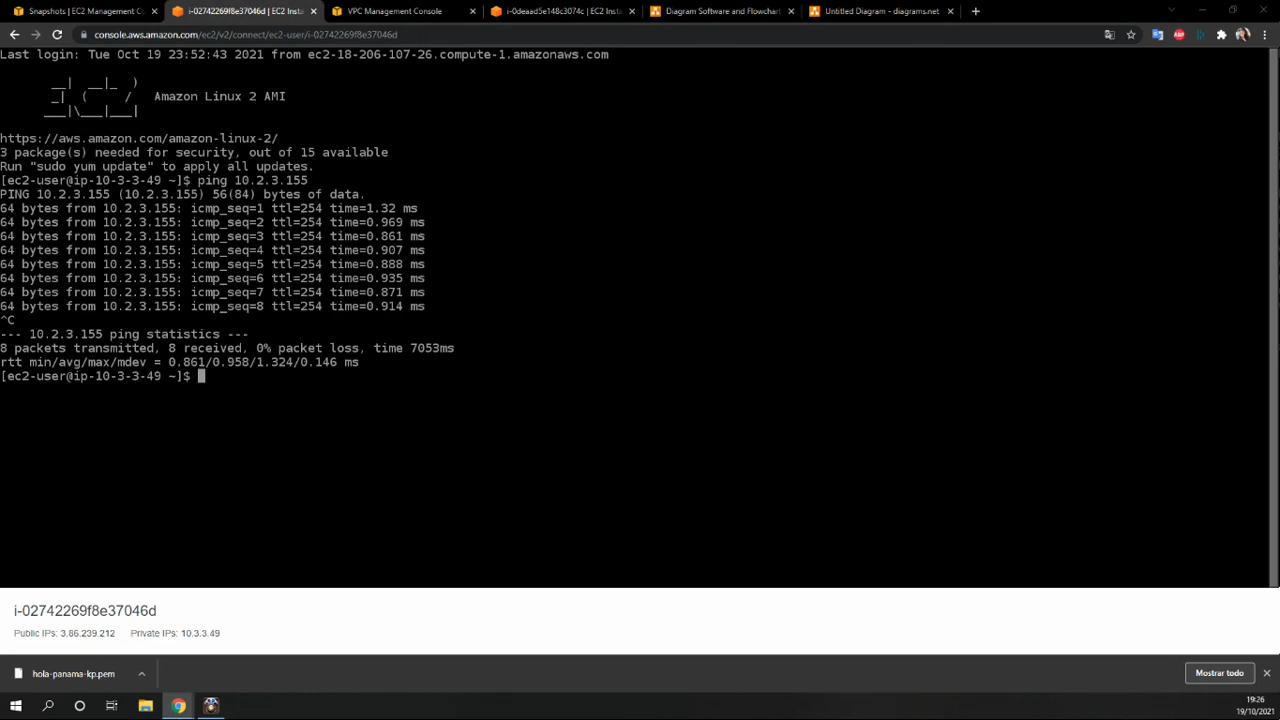 Snapshots | EC2 Management C
i-02742269f8e37046d | EC2 Insta
VPC Management Console
i-0deaad5e148c3074c | EC2 Insta
Diagram Software and Flowchart
Untitled Diagram - diagrams.net
console.aws.amazon.com/ec2/v2/connect/ec2-user/i-02742269f8e37046d
Last login: Tue Oct 19 23:52:43 2021 from ec2-18-206-107-26.compute-1.amazonaws.com
__|  __|_  )
_|  (     /   Amazon Linux 2 AMI
___|\___|___|
https://aws.amazon.com/amazon-linux-2/
3 package(s) needed for security, out of 15 available
Run "sudo yum update" to apply all updates.
[ec2-user@ip-10-3-3-49 ~]$ ping 10.2.3.155
PING 10.2.3.155 (10.2.3.155) 56(84) bytes of data.
64 bytes from 10.2.3.155: icmp_seq=1 ttl=254 time=1.32 ms
64 bytes from 10.2.3.155: icmp_seq=2 ttl=254 time=0.969 ms
64 bytes from 10.2.3.155: icmp_seq=3 ttl=254 time=0.861 ms
64 bytes from 10.2.3.155: icmp_seq=4 ttl=254 time=0.907 ms
64 bytes from 10.2.3.155: icmp_seq=5 ttl=254 time=0.888 ms
64 bytes from 10.2.3.155: icmp_seq=6 ttl=254 time=0.935 ms
64 bytes from 10.2.3.155: icmp_seq=7 ttl=254 time=0.871 ms
64 bytes from 10.2.3.155: icmp_seq=8 ttl=254 time=0.914 ms
^C
--- 10.2.3.155 ping statistics ---
8 packets transmitted, 8 received, 0% packet loss, time 7053ms
rtt min/avg/max/mdev = 0.861/0.958/1.324/0.146 ms
[ec2-user@ip-10-3-3-49 ~]$
i-02742269f8e37046d
Public IPs: 3.86.239.212 Private IPs: 10.3.3.49
hola-panama-kp.pem
Mostrar todo
19:26
19/10/2021